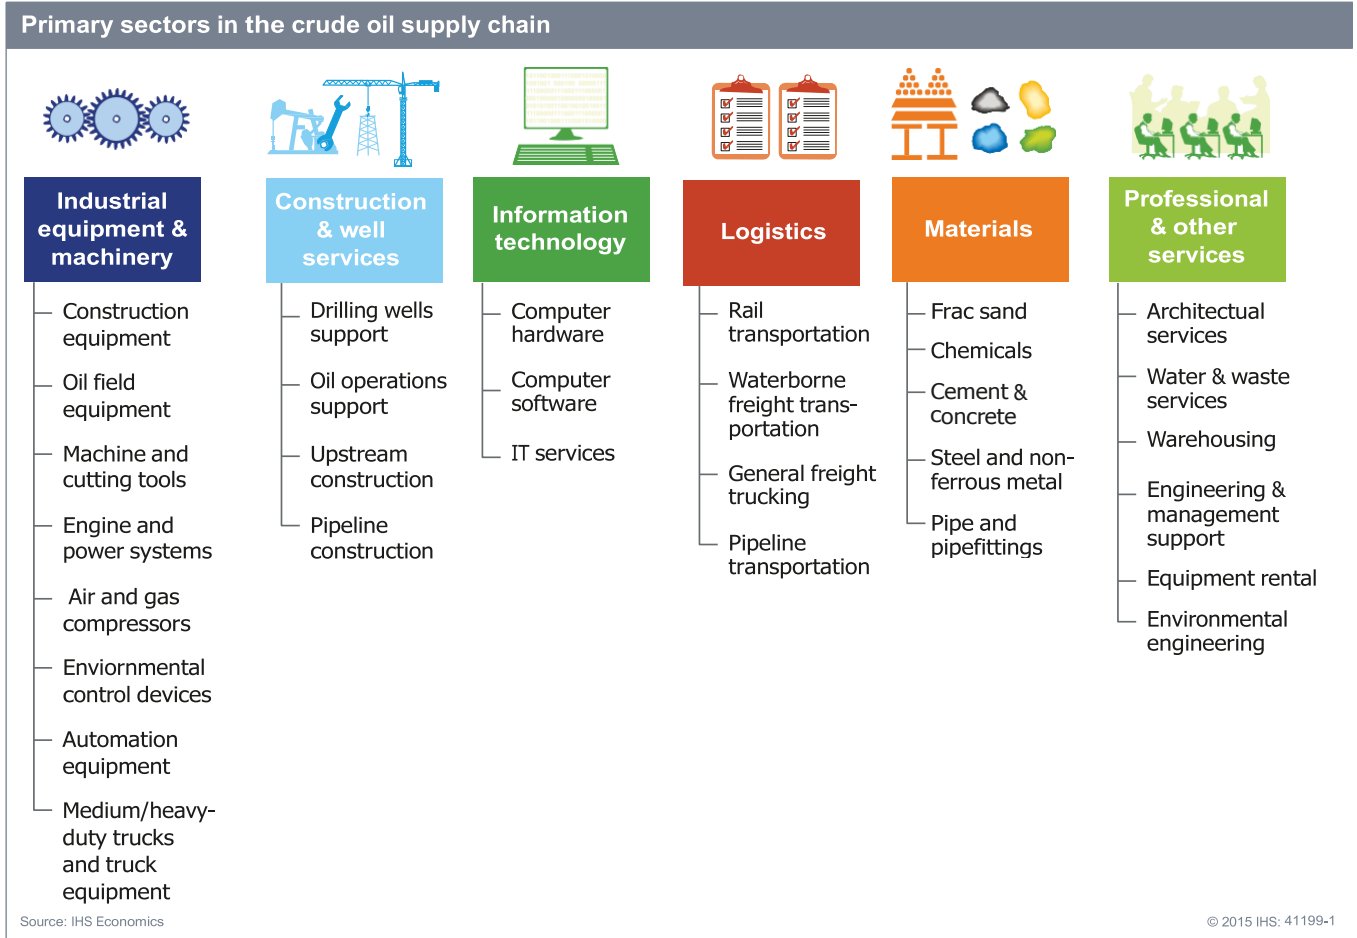 Primary sectors in the crude oil supply chain
Industrial
equipment &
machinery
Construction
equipment
Oil field
equipment
Machine and
cutting tools
Engine and
power systems
Air and gas
compressors
Enviornmental
control devices
Automation
equipment
Medium/heavy-
duty trucks
and truck
equipment
Construction
& well
services
Drilling wells
support
Oil operations
support
Upstream
construction
Pipeline
construction
Information
technology
Computer
hardware
Computer
software
IT services
Logistics
Rail
transportation
Waterborne
freight trans-
portation
General freight
trucking
Pipeline
transportation
Materials
Frac sand
Chemicals
Cement &
concrete
Steel and non-
ferrous metal
Pipe and
pipefittings
Professional
& other
services
Architectual
services
Water & waste
services
Warehousing
Engineering &
management
support
Equipment rental
Environmental
engineering
Source: IHS Economics
© 2015 IHS: 41199-1